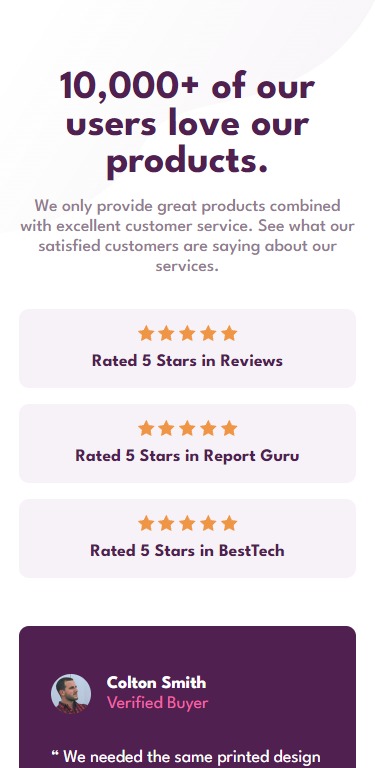 10,000+ of our
users love our
products.
We only provide great products combined
with excellent customer service. See what our
satisfied customers are saying about our
services.
Rated 5 Stars in Reviews
Rated 5 Stars in Report Guru
Rated 5 Stars in BestTech
Colton Smith
Verified Buyer
“ We needed the same printed design